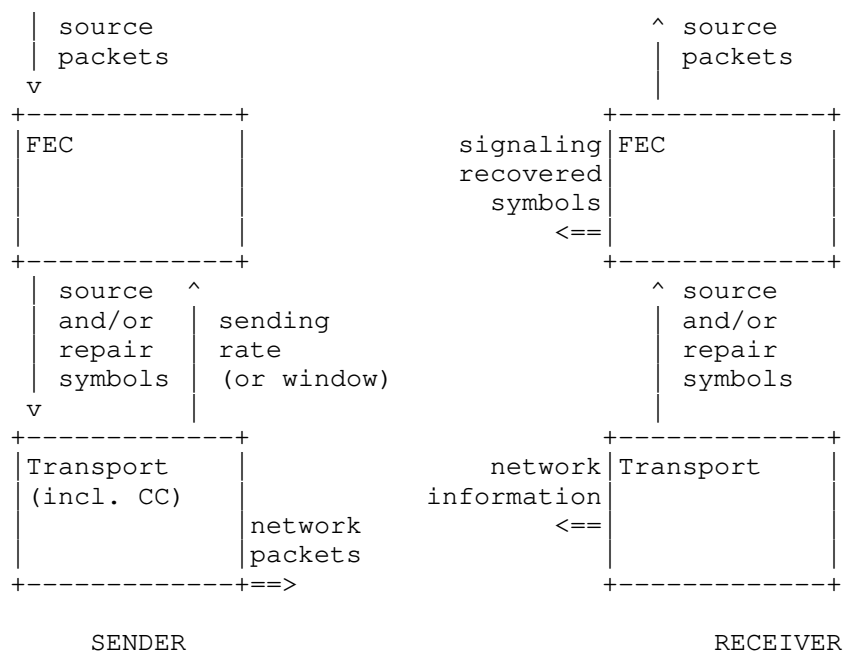 | source                                ^ source
| packets                               | packets
v                                       |
+-------------+                      +-------------+
|FEC          |             signaling|FEC          |
|             |             recovered|             |
|             |               symbols|             |
|             |                   <==|             |
+-------------+                      +-------------+
| source  ^                             ^ source
| and/or  | sending                     | and/or
| repair  | rate                        | repair
| symbols | (or window)                 | symbols
v         |                             |
+-------------+                      +-------------+
|Transport    |               network|Transport    |
|(incl. CC)   |           information|             |
|             |network            <==|             |
|             |packets               |             |
+-------------+==>                   +-------------+
SENDER                                      RECEIVER